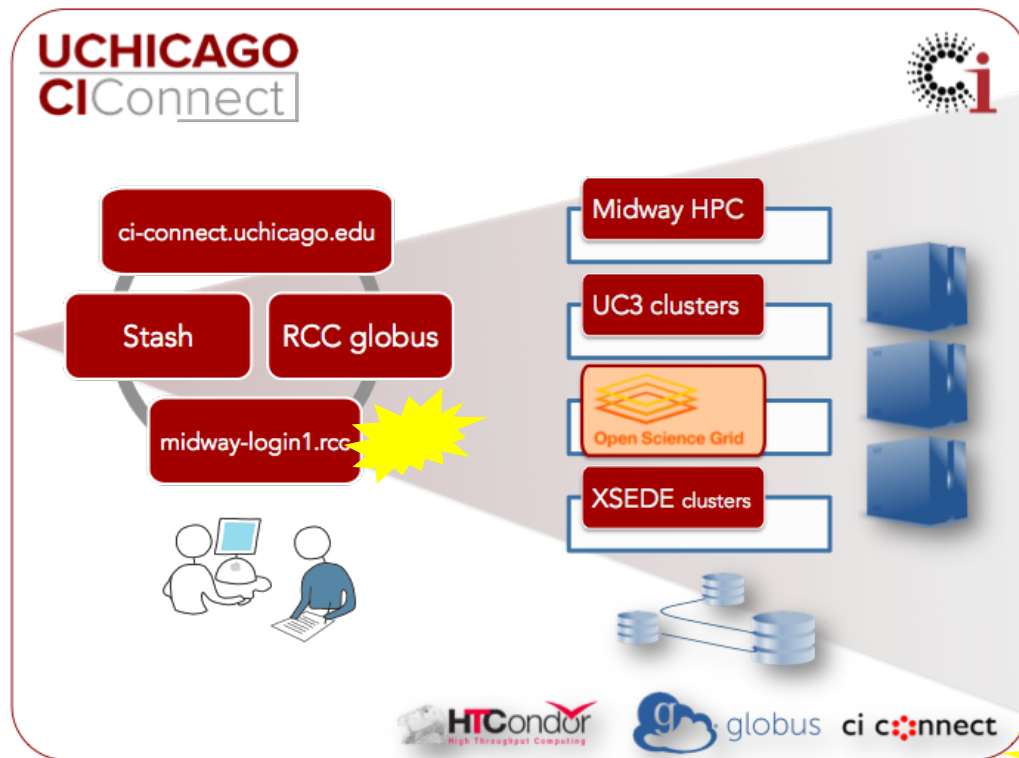 UCHICAGO
CIConnect
Ci
ci-connect.uchicago.edu
Stash
RCC globus
midway-login1.rcc
Midway HPC
UC3 clusters
Open Science Grid
XSEDE clusters
HTCondor
High Throughput Computing
g
globus
ci connect